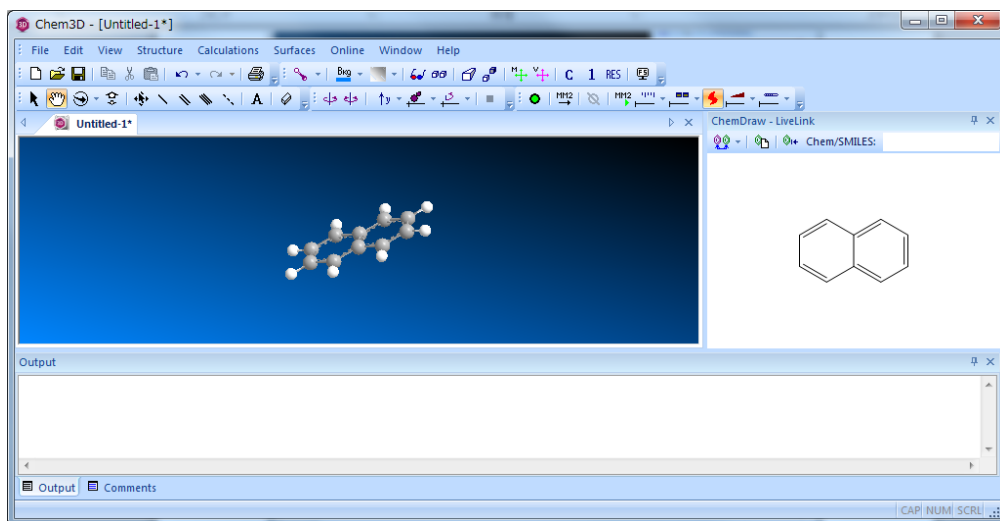 Chem3D - [Untitled-1*]
File Edit View Structure Calculations Surfaces Online Window Help
Bkg C 1 RES
A MM2 MM2
Untitled-1*
ChemDraw - LiveLink
Chem/SMILES:
Output
Output Comments
CAP NUM SCRL